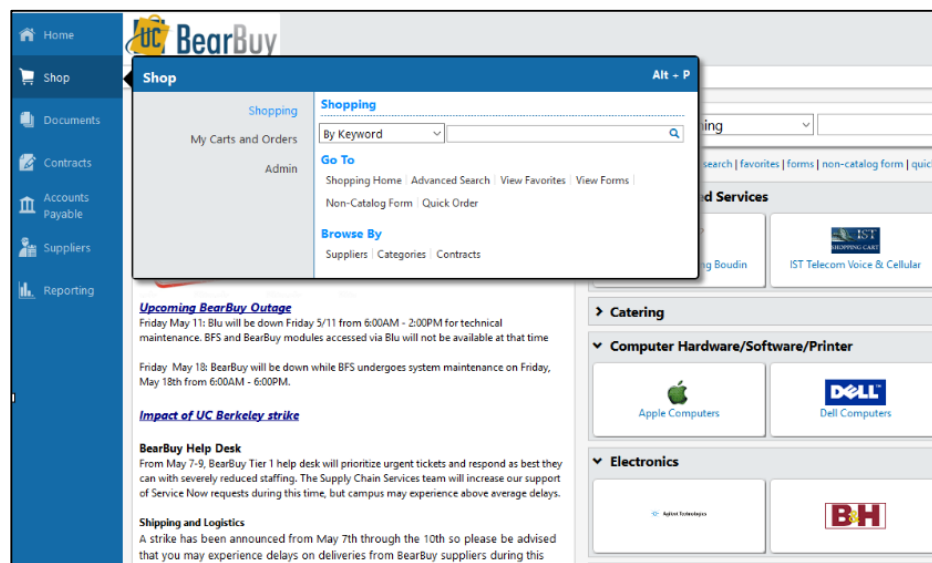 Home
Shop
Documents
Contracts
Accounts
Payable
Suppliers
Reporting
UC BearBuy
Shop
Alt + P
Shopping
My Carts and Orders
Admin
Shopping
By Keyword
Go To
Shopping Home | Advanced Search | View Favorites | View Forms |
Non-Catalog Form | Quick Order
Browse By
Suppliers | Categories | Contracts
Upcoming BearBuy Outage
Friday May 11: Blu will be down Friday 5/11 from 6:00AM - 2:00PM for technical
maintenance. BFS and BearBuy modules accessed via Blu will not be available at that time
Friday May 18: BearBuy will be down while BFS undergoes system maintenance on Friday,
May 18th from 6:00AM - 6:00PM.
Impact of UC Berkeley strike
BearBuy Help Desk
From May 7-9, BearBuy Tier 1 help desk will prioritize urgent tickets and respond as best they
can with severely reduced staffing. The Supply Chain Services team will increase our support
of Service Now requests during this time, but campus may experience above average delays.
Shipping and Logistics
A strike has been announced from May 7th through the 10th so please be advised
that you may experience delays on deliveries from BearBuy suppliers during this
ing
search | favorites | forms | non-catalog form | quic
d Services
ng Boudin
IST
SHOPPING CART
IST Telecom Voice & Cellular
Catering
Computer Hardware/Software/Printer
Apple Computers
DELL
Dell Computers
Electronics
Agilent Technologies
B&H